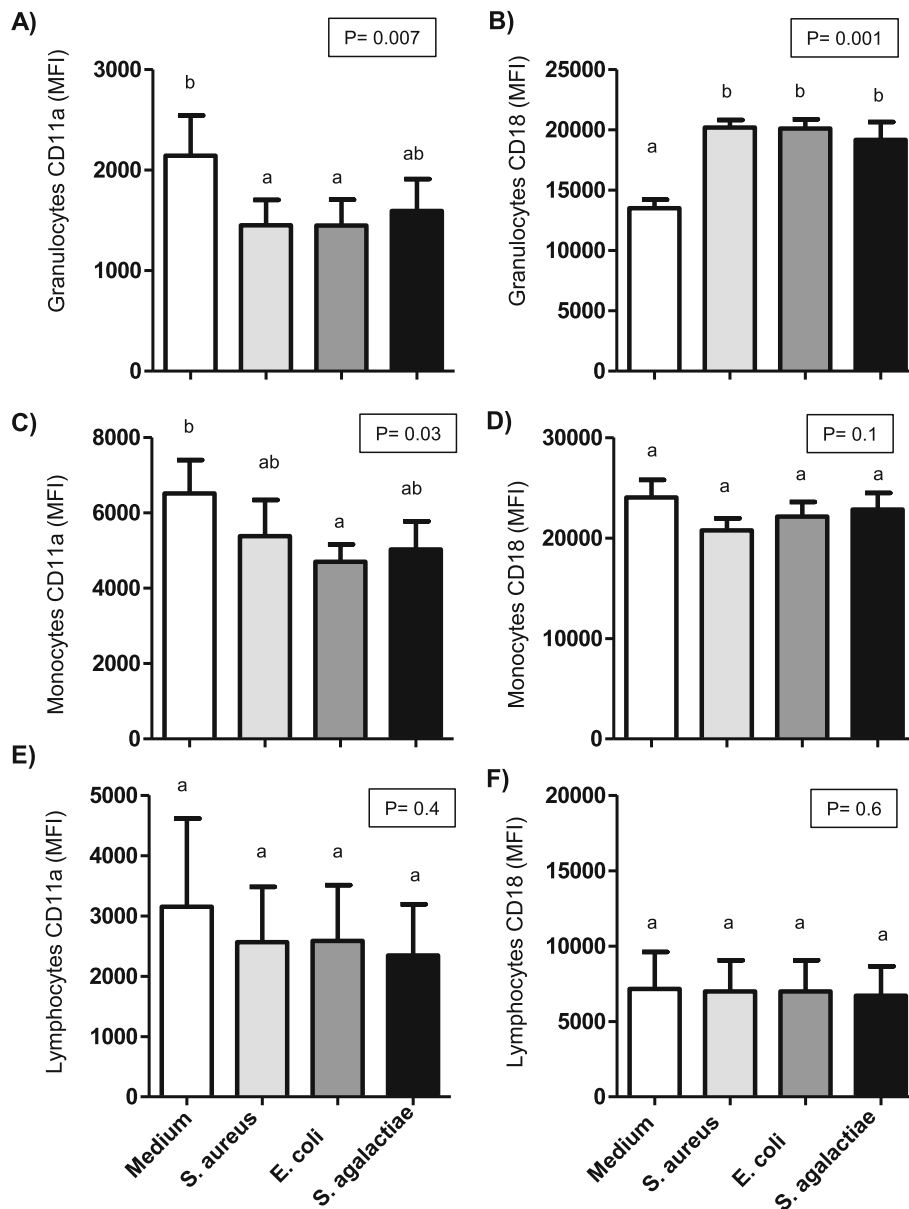 A)
P= 0.007
Granulocytes CD11a (MFI)
3000
2000
1000
0
b
a
a
ab
B)
P= 0.001
Granulocytes CD18 (MFI)
25000
20000
15000
10000
5000
0
a
b
b
b
C)
P= 0.03
Monocytes CD11a (MFI)
8000
6000
4000
2000
0
b
ab
a
ab
D)
P= 0.1
Monocytes CD18 (MFI)
30000
20000
10000
0
a
a
a
a
E)
P= 0.4
Lymphocytes CD11a (MFI)
5000
4000
3000
2000
1000
0
a
a
a
a
Medium
S. aureus
E. coli
S. agalactiae
F)
P= 0.6
Lymphocytes CD18 (MFI)
20000
15000
10000
5000
0
a
a
a
a
Medium
S. aureus
E. coli
S. agalactiae